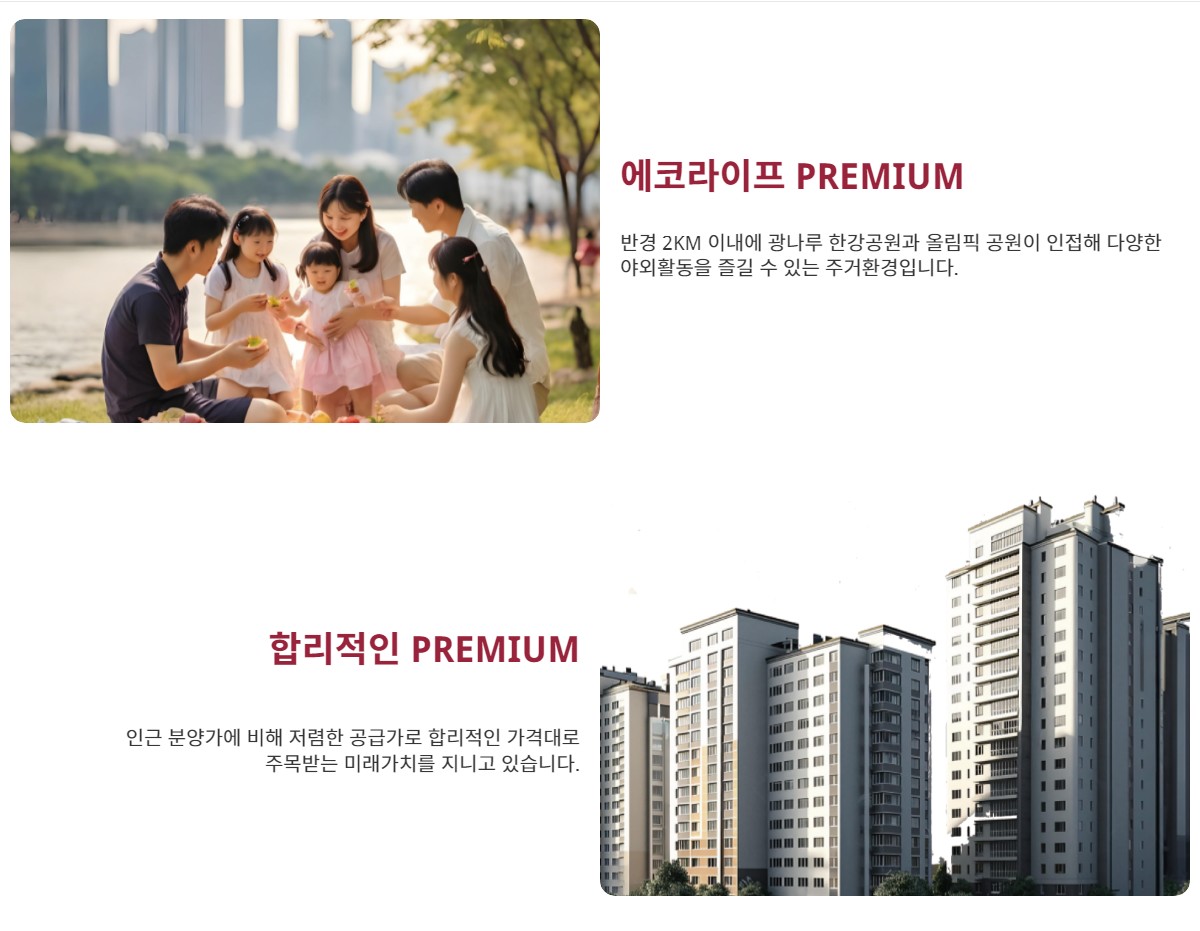 에코라이프 PREMIUM
반경 2KM 이내에 광나루 한강공원과 올림픽 공원이 인접해 다양한
야외활동을 즐길 수 있는 주거환경입니다.
합리적인 PREMIUM
인근 분양가에 비해 저렴한 공급가로 합리적인 가격대로
주목받는 미래가치를 지니고 있습니다.